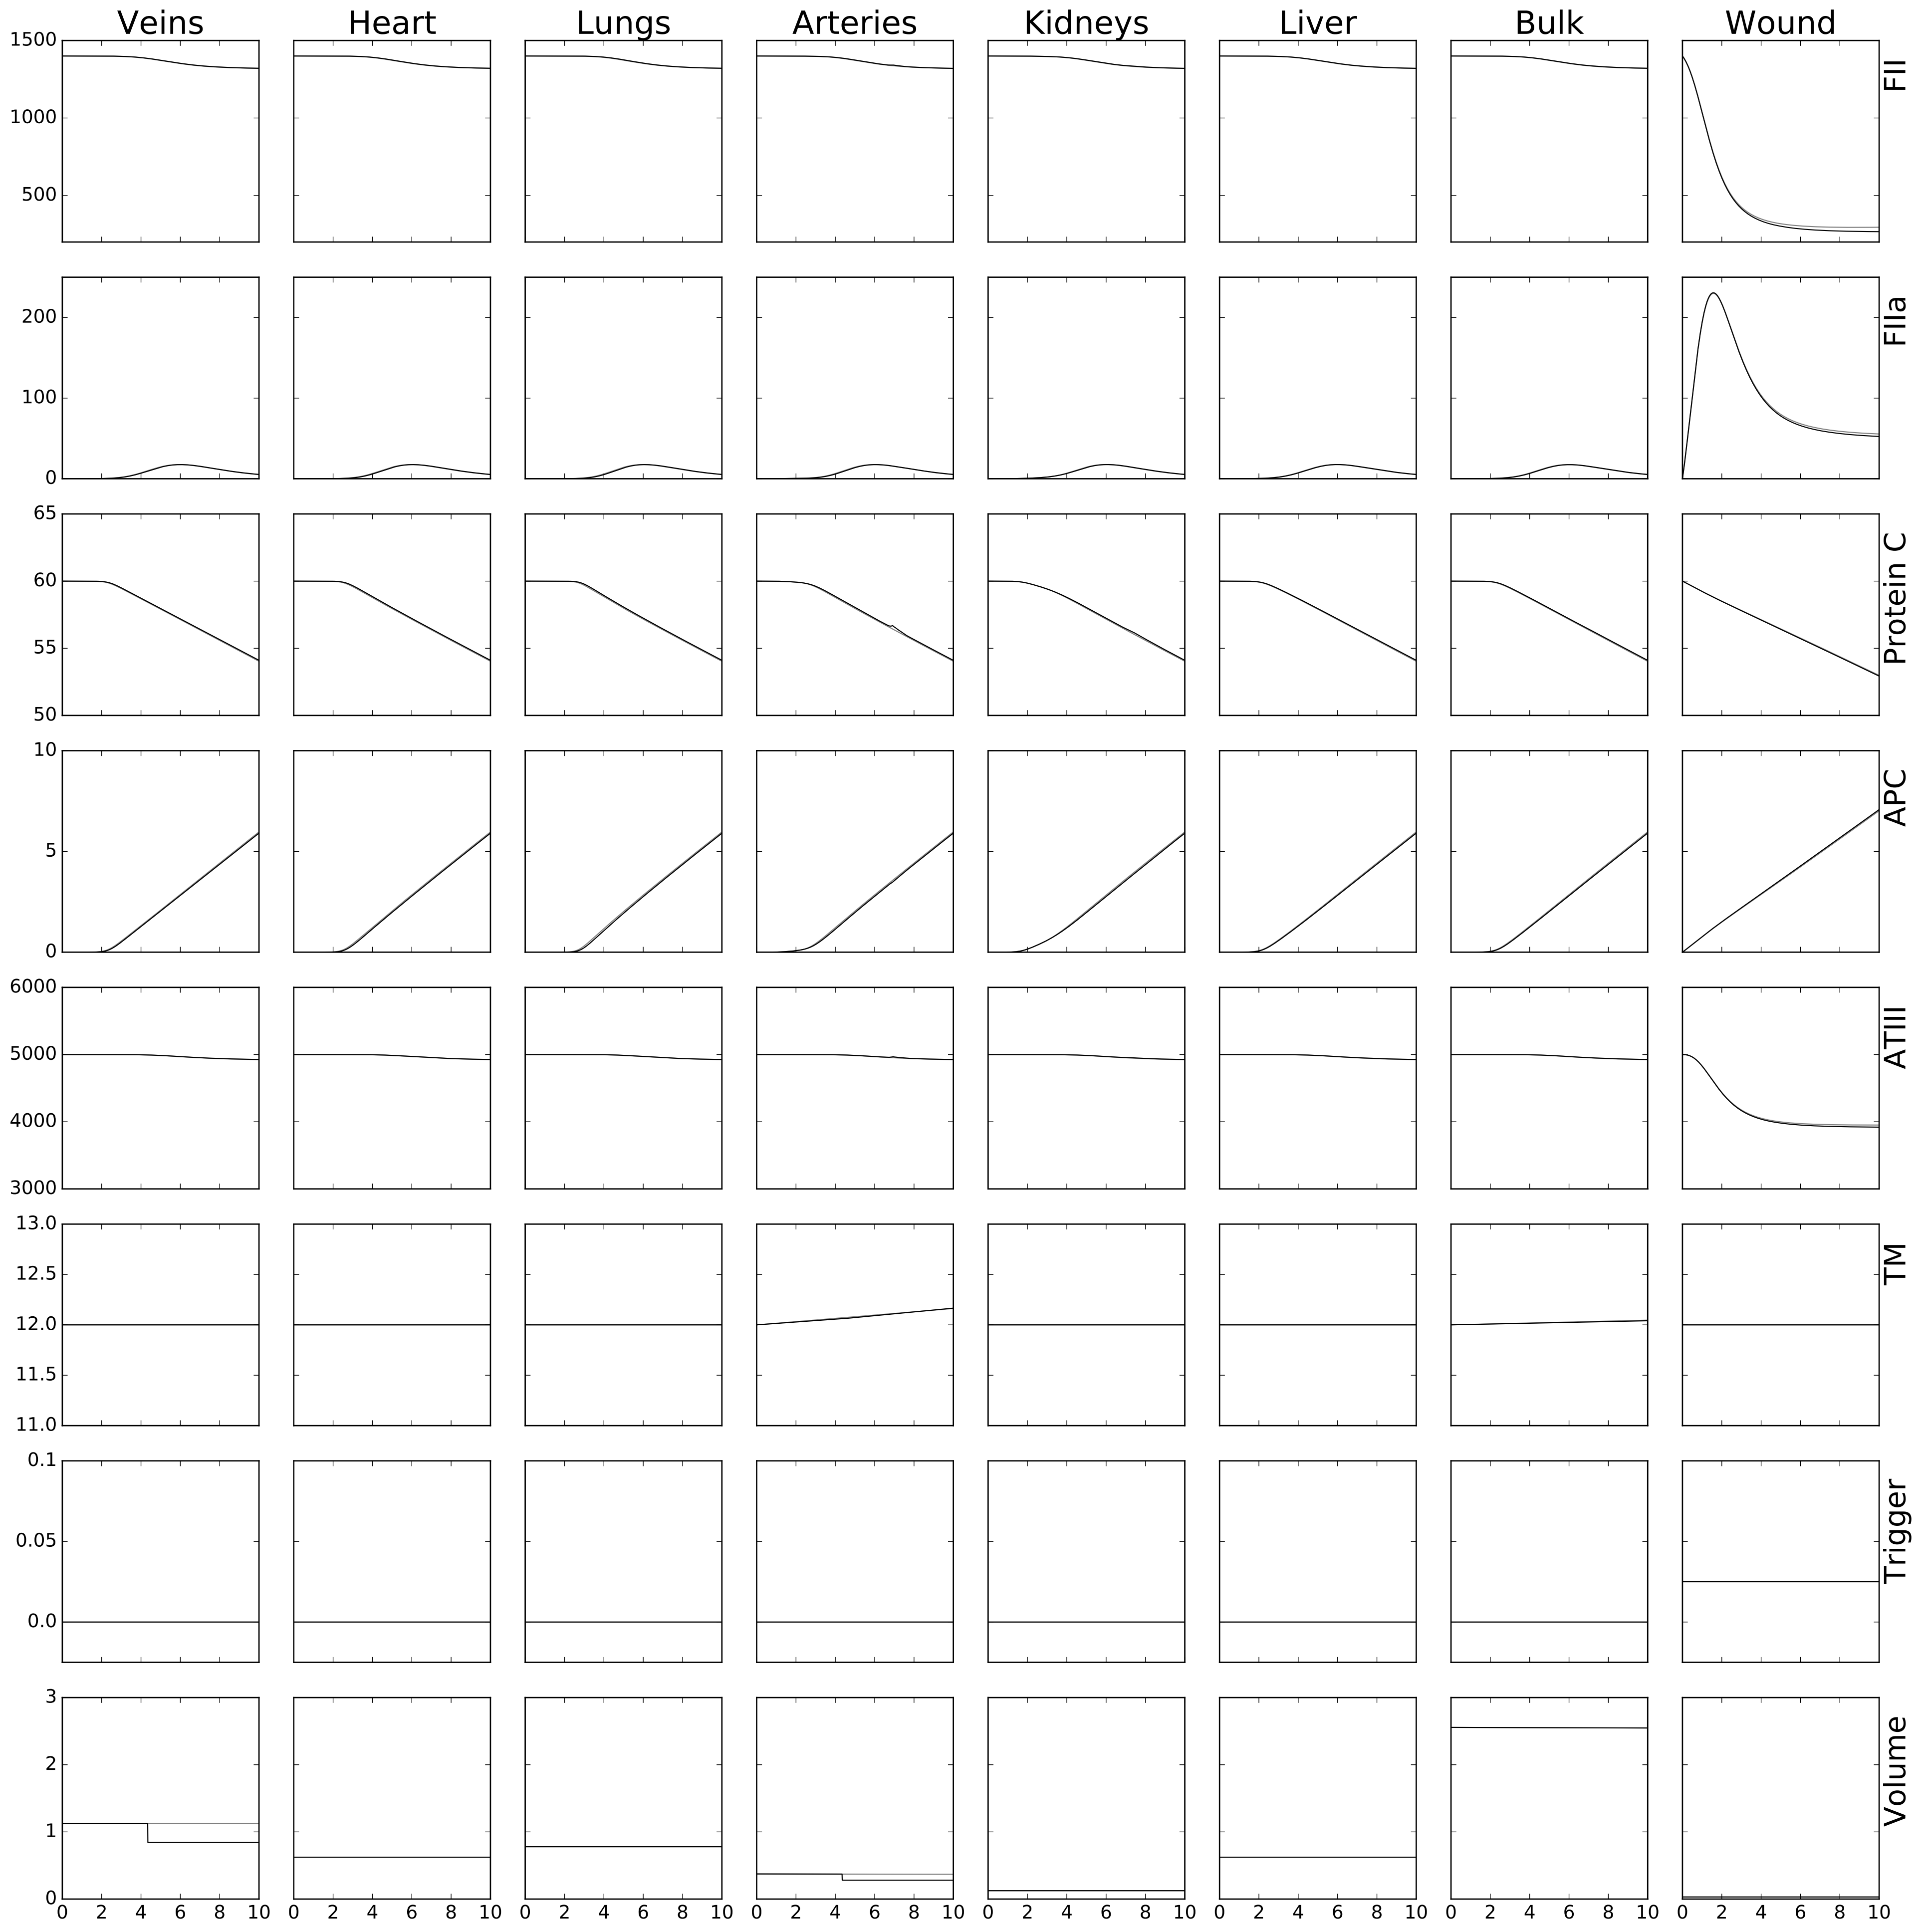 Veins Heart Lungs Arteries Kidneys Liver Bulk Wound
1500
1000
500
FII
200
100
0
FIIa
65
60
55
50
Protein C
10
5
0
APC
6000
5000
4000
3000
ATIII
13.0
12.5
12.0
11.5
11.0
TM
0.1
0.05
0.0
Trigger
3
2
1
0
Volume
0 2 4 6 8 10 0 2 4 6 8 10 0 2 4 6 8 10 0 2 4 6 8 10 0 2 4 6 8 10 0 2 4 6 8 10 0 2 4 6 8 10 0 2 4 6 8 10